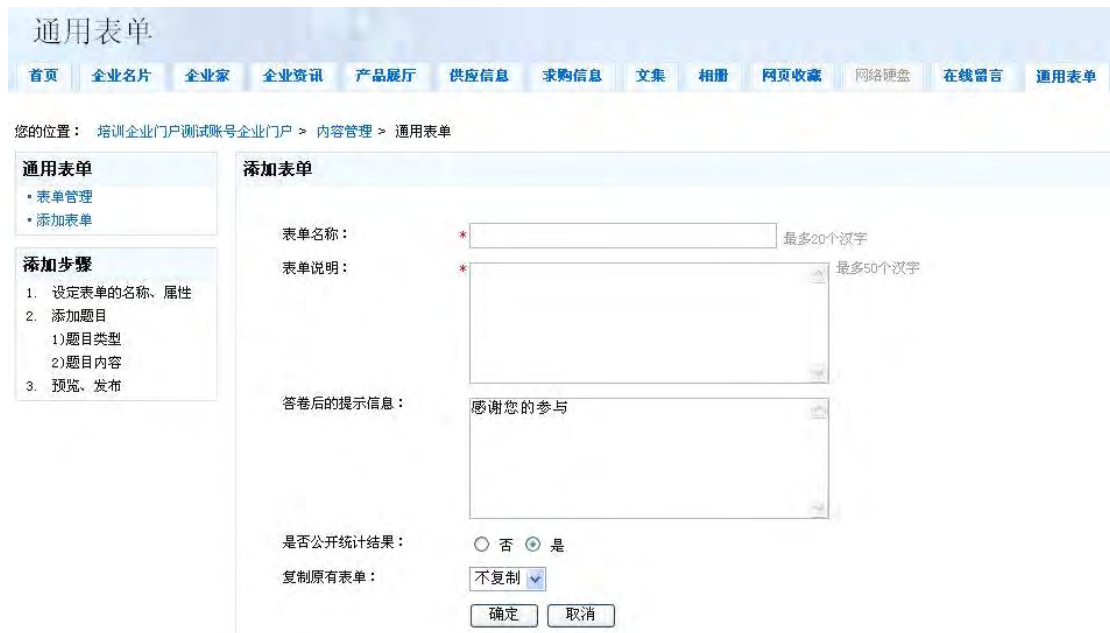 通用表单
首页 企业名片 企业家 企业资讯 产品展厅 供应信息 求购信息 文集 相册 网页收藏 网络硬盘 在线留言 通用表单
您的位置： 培训企业门户测试账号企业门户 > 内容管理 > 通用表单
通用表单
• 表单管理
• 添加表单
添加步骤
1. 设定表单的名称、属性
2. 添加题目
1)题目类型
2)题目内容
3. 预览、发布
添加表单
表单名称： * 最多20个汉字
表单说明： * 最多50个汉字
答卷后的提示信息： 感谢您的参与
是否公开统计结果： 否 是
复制原有表单： 不复制
确定 取消